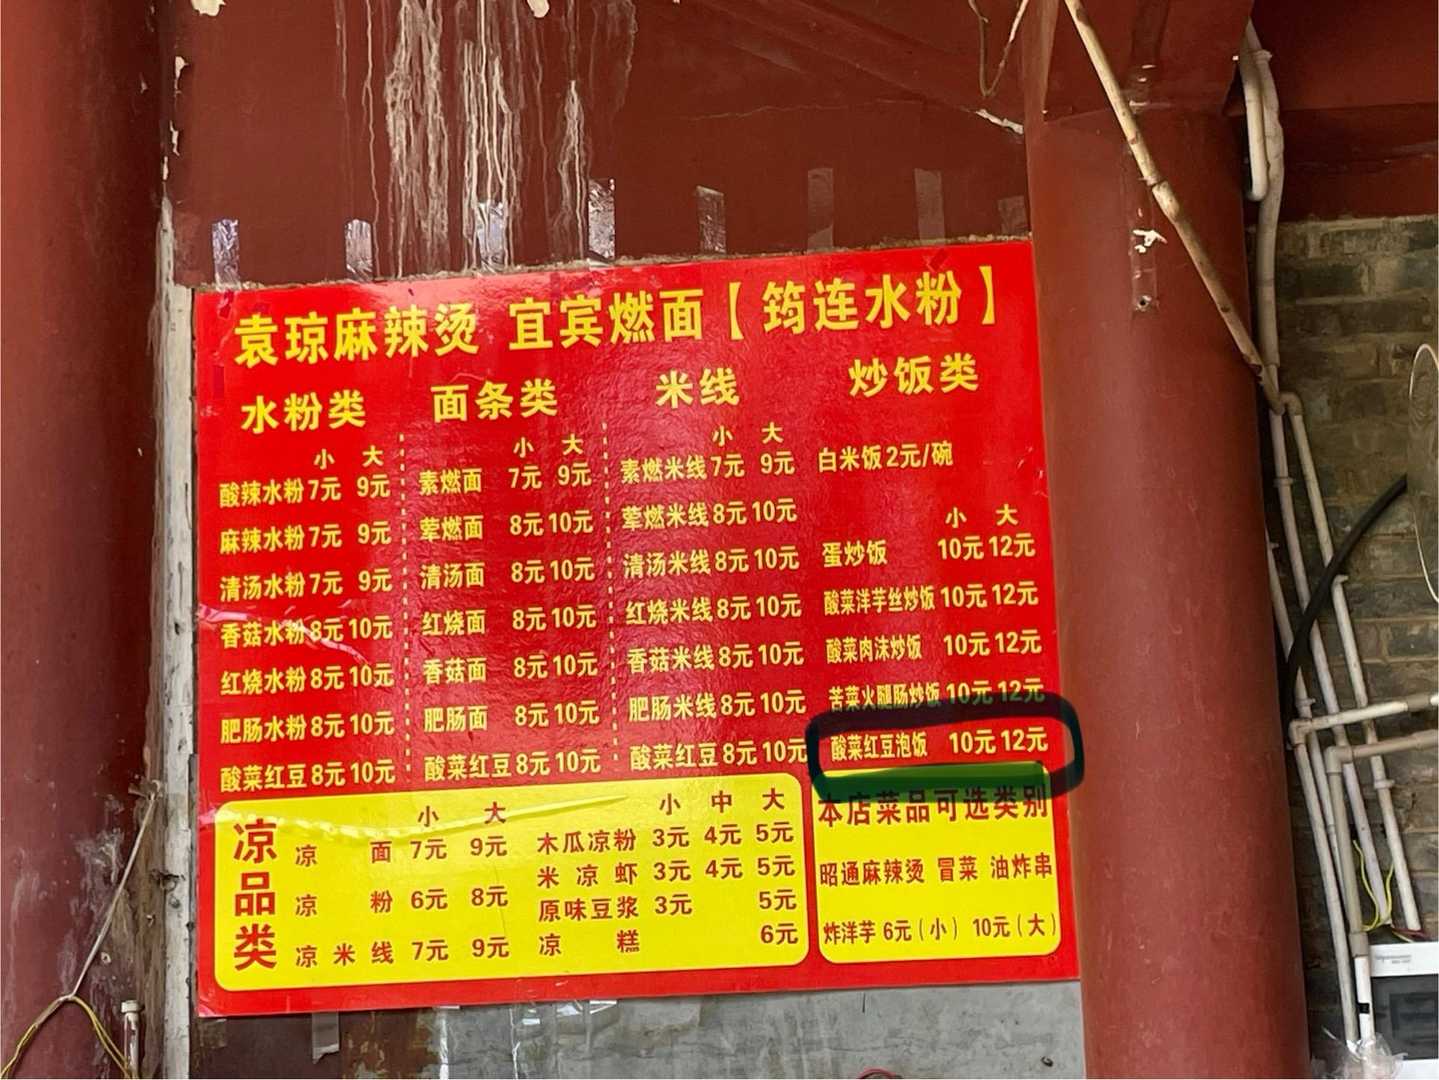 袁琼麻辣烫 宜宾燃面【筠连水粉】
水粉类
小 大
酸辣水粉 7元 9元
麻辣水粉 7元 9元
清汤水粉 7元 9元
香菇水粉 8元 10元
红烧水粉 8元 10元
肥肠水粉 8元 10元
酸菜红豆 8元 10元
面条类
小 大
素燃面 7元 9元
荤燃面 8元 10元
清汤面 8元 10元
红烧面 8元 10元
香菇面 8元 10元
肥肠面 8元 10元
酸菜红豆 8元 10元
米线
小 大
素燃米线 7元 9元
荤燃米线 8元 10元
清汤米线 8元 10元
红烧米线 8元 10元
香菇米线 8元 10元
肥肠米线 8元 10元
酸菜红豆 8元 10元
炒饭类
白米饭 2元/碗
小 大
蛋炒饭 10元 12元
酸菜洋芋丝炒饭 10元 12元
酸菜肉沫炒饭 10元 12元
苦菜火腿肠炒饭 10元 12元
酸菜红豆泡饭 10元 12元
凉品类
小 大
凉面 7元 9元
凉粉 6元 8元
凉米线 7元 9元
小 中 大
木瓜凉粉 3元 4元 5元
米凉虾 3元 4元 5元
原味豆浆 3元 5元
凉糕 6元
本店菜品可选类别
昭通麻辣烫 冒菜 油炸串
炸洋芋 6元(小) 10元(大)